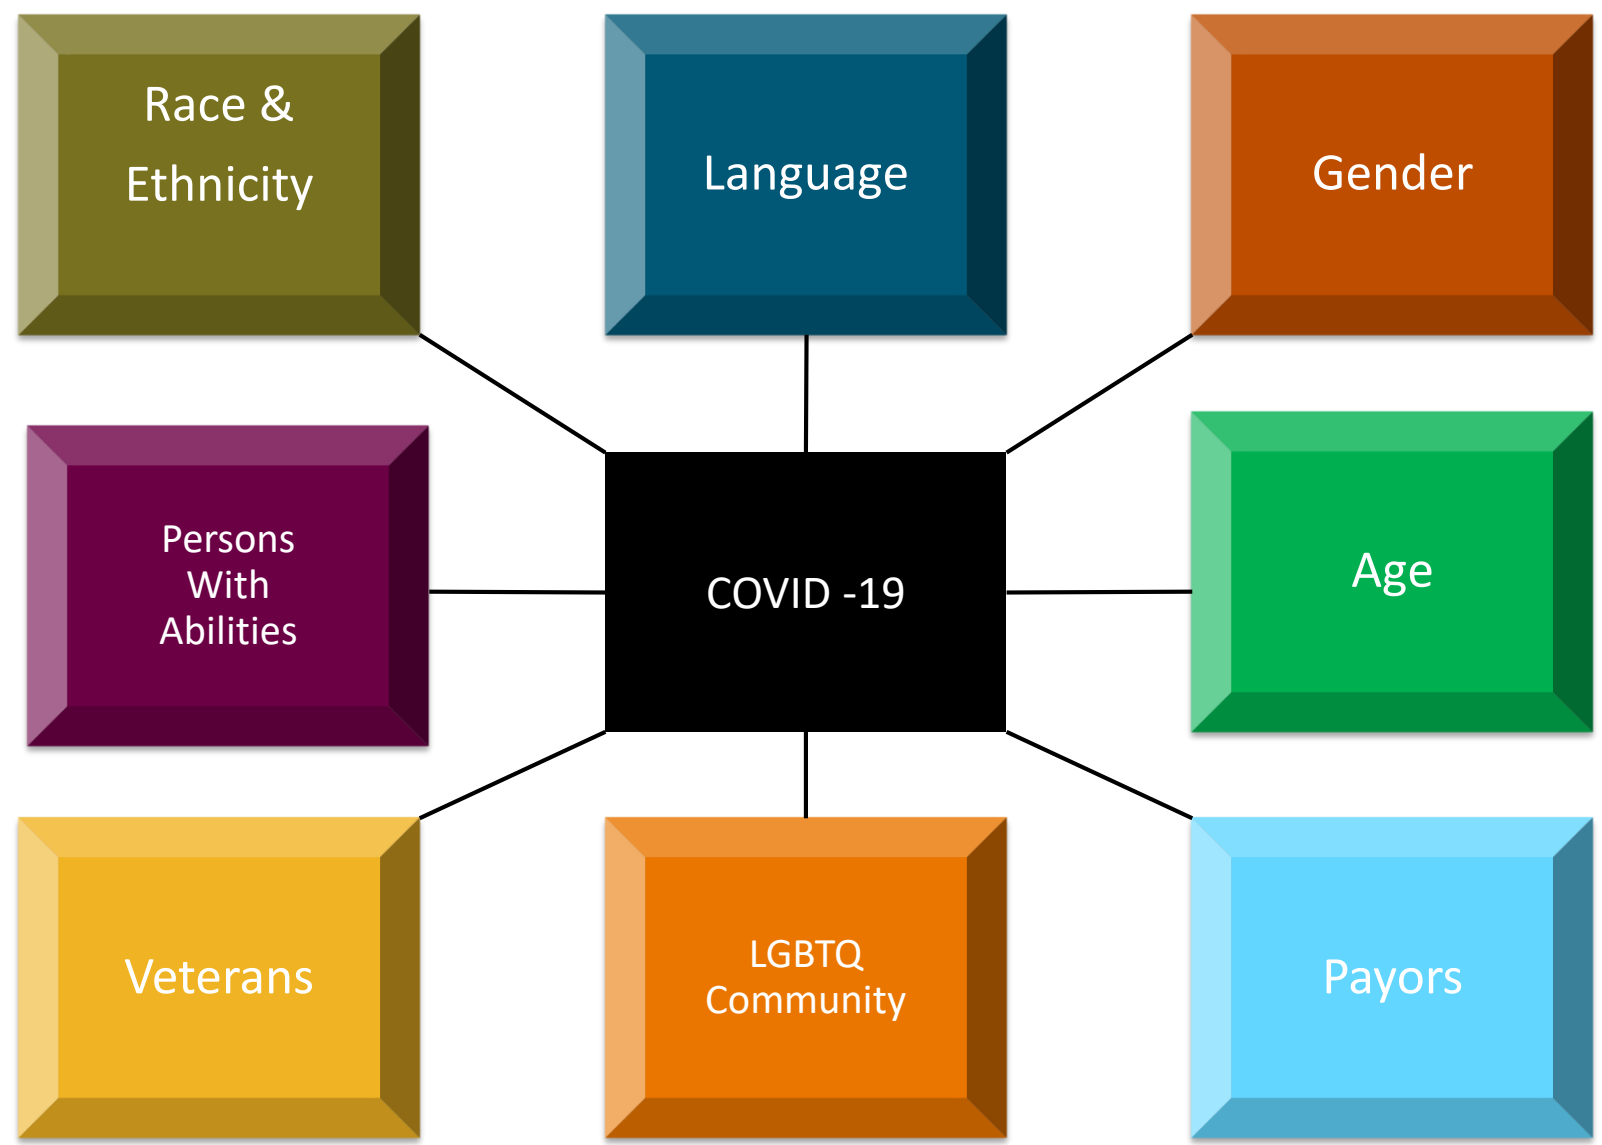 Race &
Ethnicity
Language
Gender
Persons
With
Abilities
COVID -19
Age
Veterans
LGBTQ
Community
Payors